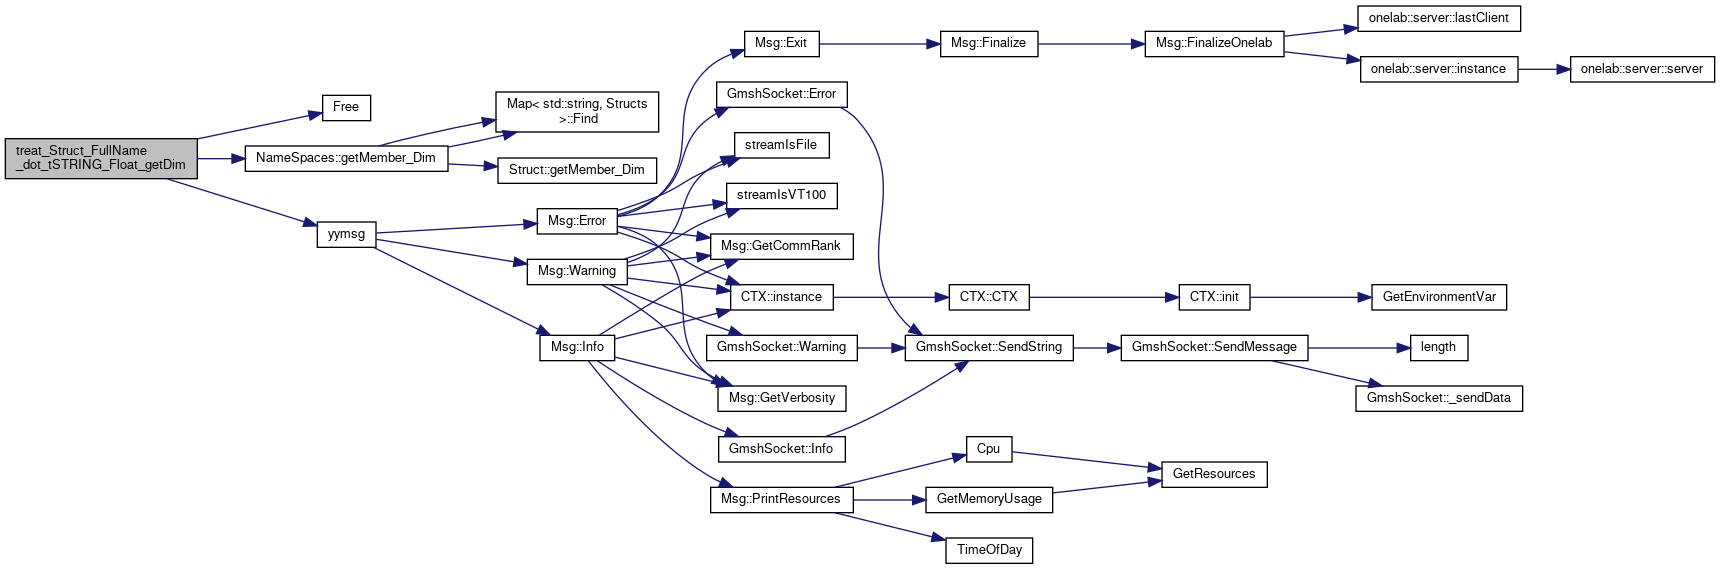 treat_Struct_FullName
_dot_tSTRING_Float_getDim
Free
NameSpaces::getMember_Dim
yymsg
Map< std::string, Structs
>::Find
Struct::getMember_Dim
Msg::Error
Msg::Warning
Msg::Info
Msg::Exit
GmshSocket::Error
streamIsFile
streamIsVT100
Msg::GetCommRank
CTX::instance
GmshSocket::Warning
Msg::GetVerbosity
GmshSocket::Info
Msg::PrintResources
Msg::Finalize
CTX::CTX
GmshSocket::SendString
Cpu
GetMemoryUsage
TimeOfDay
Msg::FinalizeOnelab
CTX::init
GmshSocket::SendMessage
GetResources
onelab::server::lastClient
onelab::server::instance
GetEnvironmentVar
length
GmshSocket::_sendData
onelab::server::server